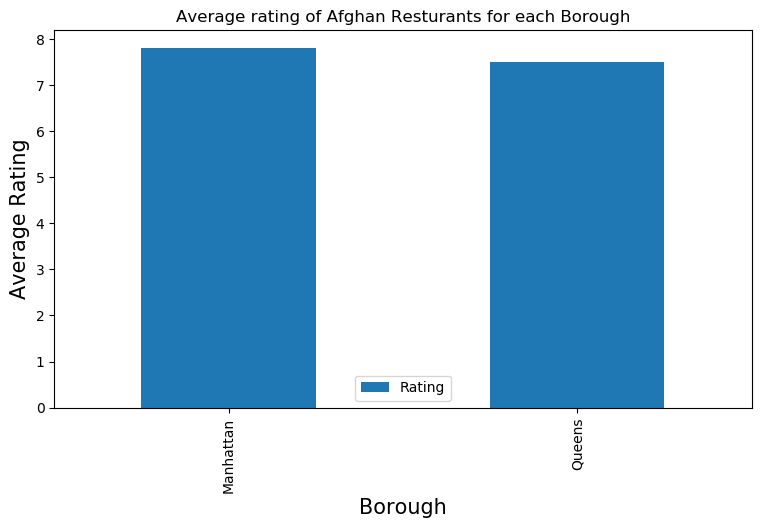 Average rating of Afghan Resturants for each Borough
Average Rating
8
7
6
5
4
3
2
1
0
Rating
Manhattan
Queens
Borough